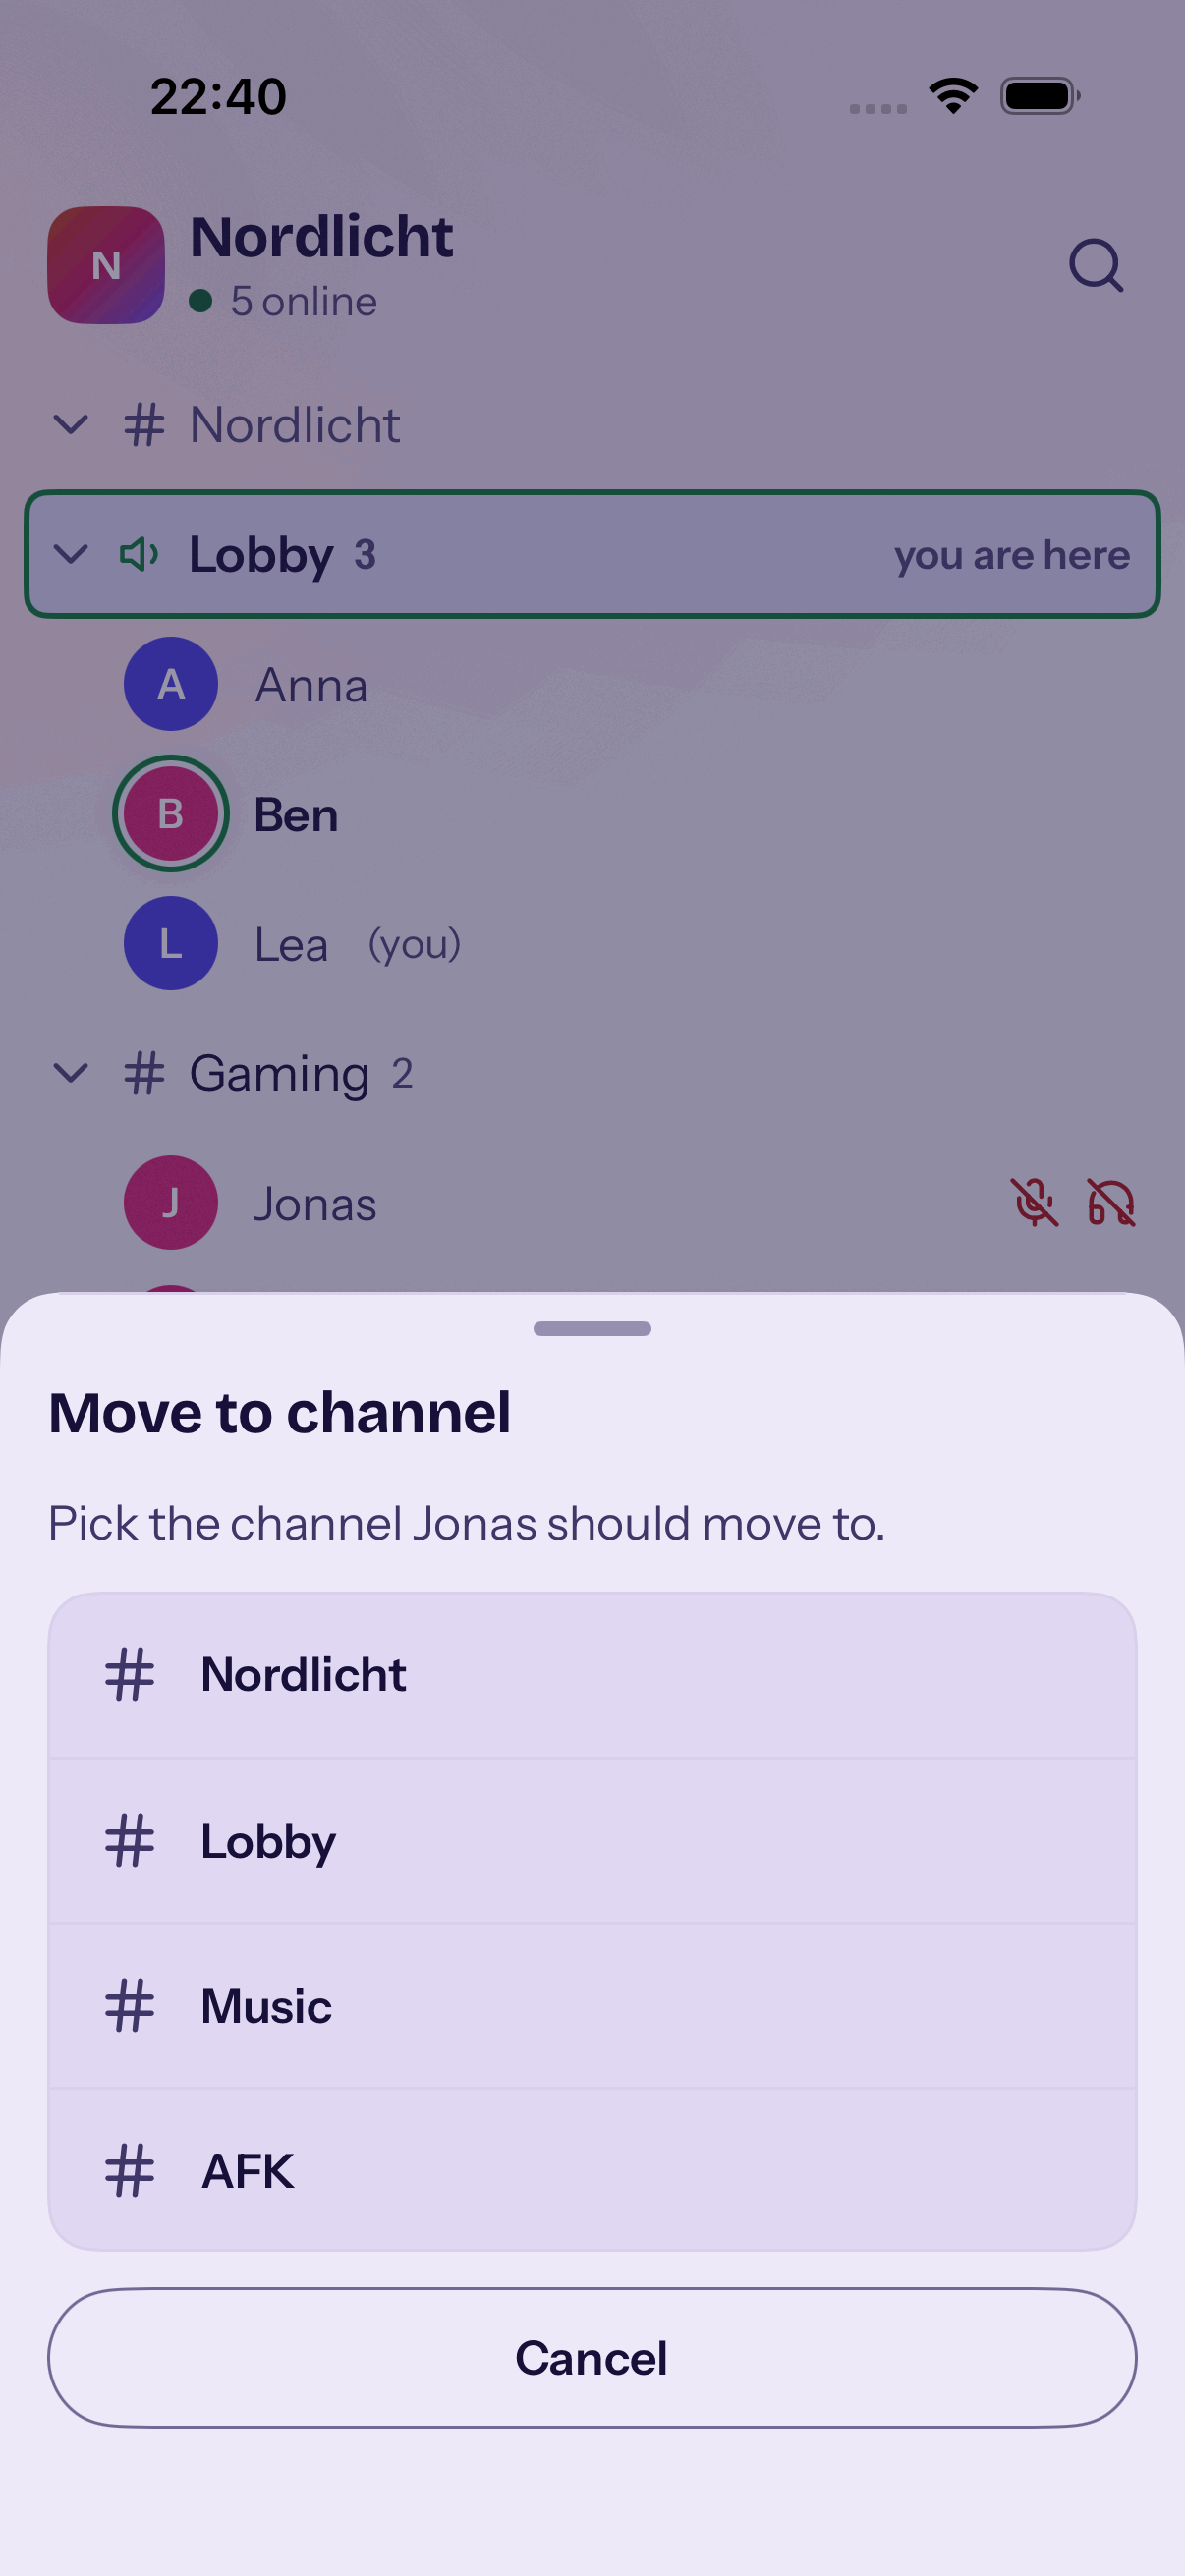 22:40
N
Nordlicht
5 online
# Nordlicht
Lobby 3 you are here
A Anna
B Ben
L Lea (you)
# Gaming 2
J Jonas
Move to channel
Pick the channel Jonas should move to.
# Nordlicht
# Lobby
# Music
# AFK
Cancel